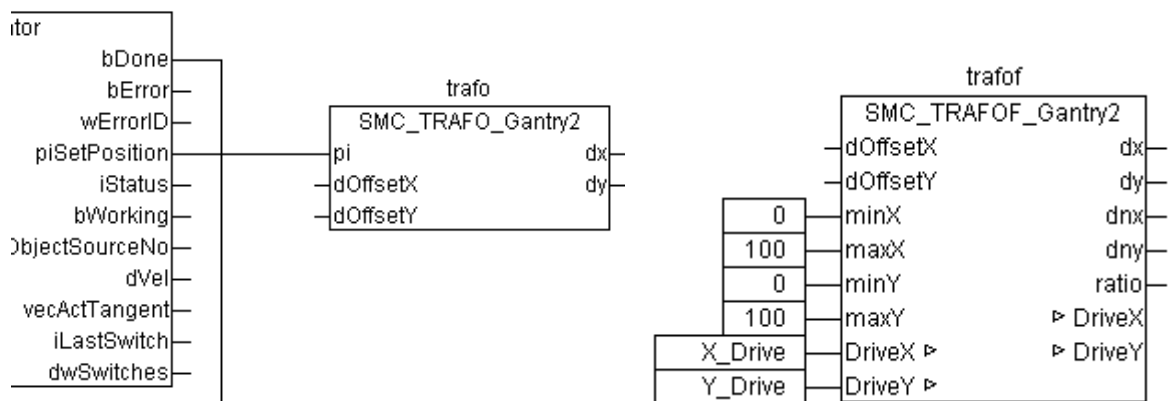 itor
bDone
bError
wErrorID
piSetPosition
iStatus
bWorking
ObjectSourceNo
dVel
vecActTangent
iLastSwitch
dwSwitches
trafo
SMC_TRAFO_Gantry2
pi dx
dOffsetX dy
dOffsetY
trafof
SMC_TRAFOF_Gantry2
dOffsetX dx
dOffsetY dy
0 minX dnx
100 maxX dny
0 minY ratio
100 maxY DriveX
X_Drive DriveX DriveY
Y_Drive DriveY